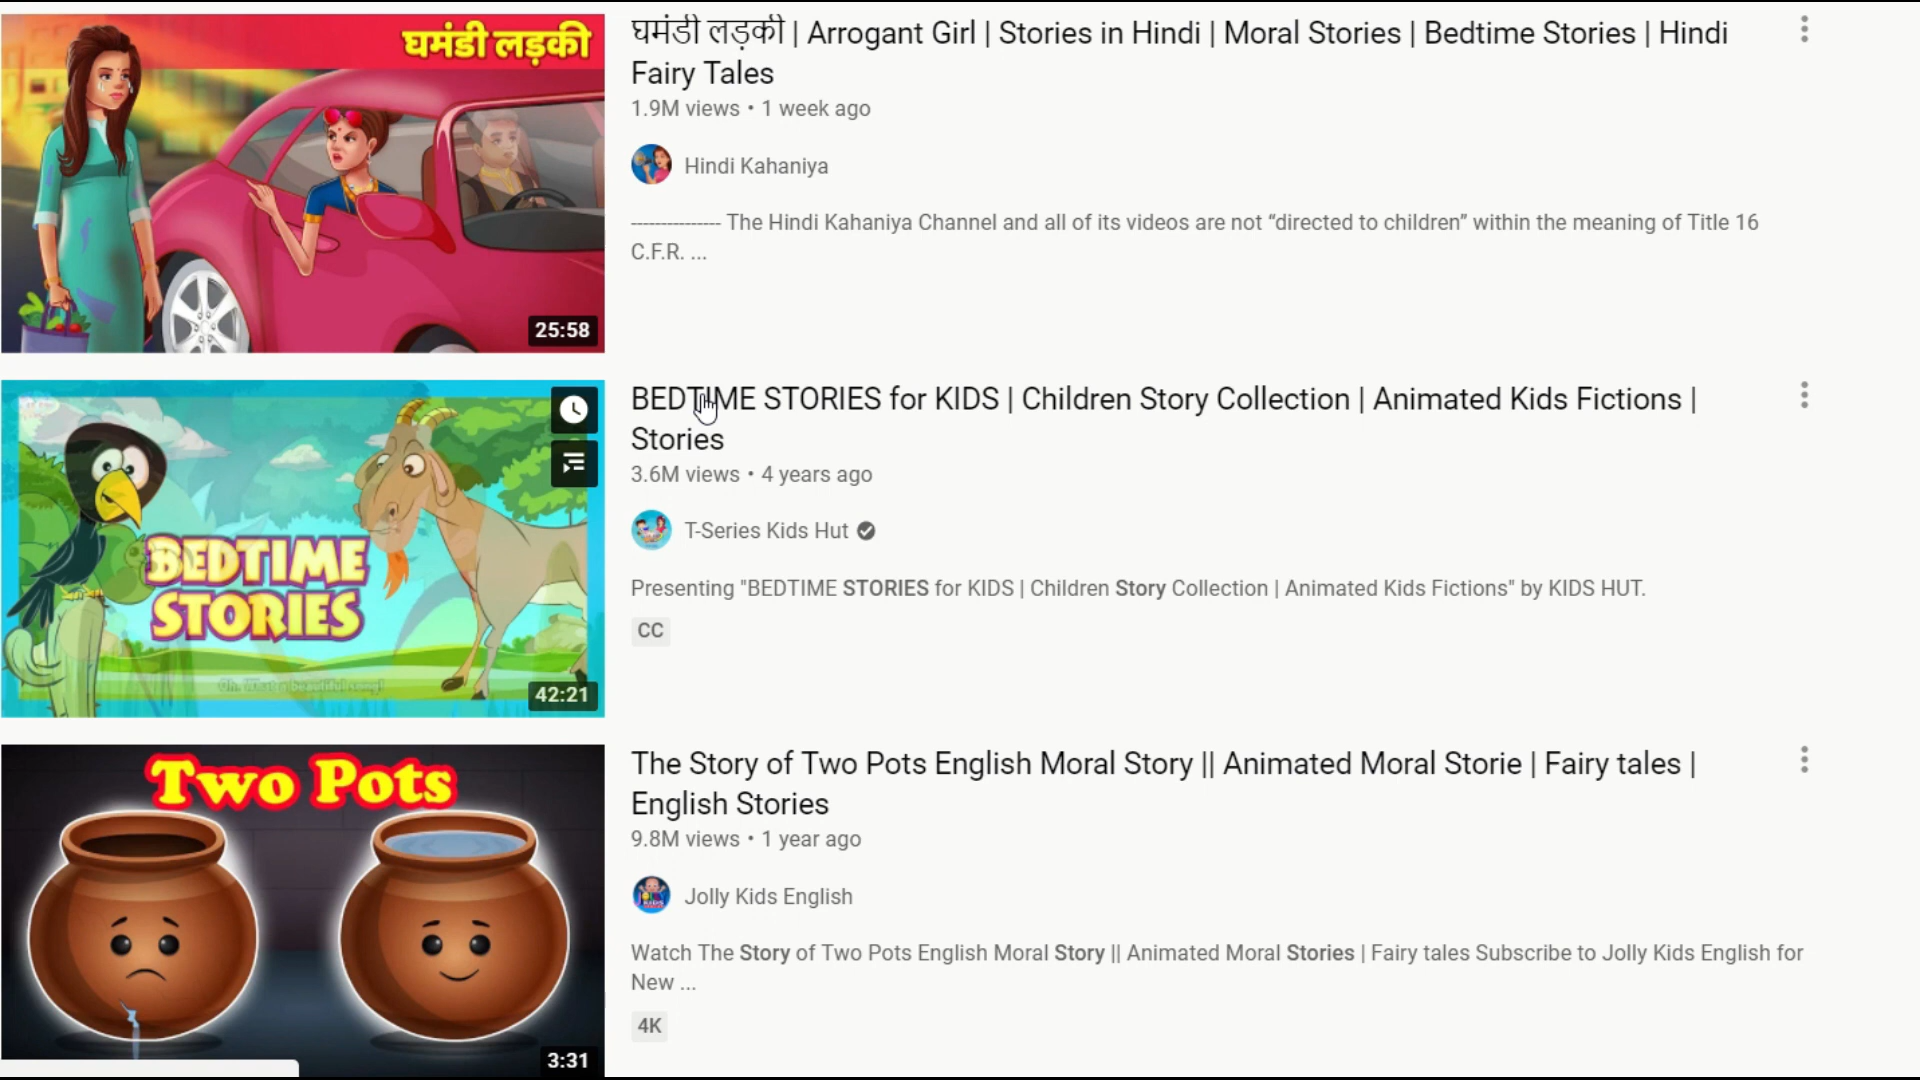 घमंडी लड़की
25:58
घमंडी लड़की | Arrogant Girl | Stories in Hindi | Moral Stories | Bedtime Stories | Hindi
Fairy Tales
1.9M views • 1 week ago
Hindi Kahaniya
--------------- The Hindi Kahaniya Channel and all of its videos are not “directed to children” within the meaning of Title 16
C.F.R. ...
BEDTIME
STORIES
Oh. What a beautiful song!
42:21
BEDTIME STORIES for KIDS | Children Story Collection | Animated Kids Fictions |
Stories
3.6M views • 4 years ago
T-Series Kids Hut
Presenting "BEDTIME STORIES for KIDS | Children Story Collection | Animated Kids Fictions" by KIDS HUT.
CC
Two Pots
3:31
The Story of Two Pots English Moral Story || Animated Moral Storie | Fairy tales |
English Stories
9.8M views • 1 year ago
Jolly Kids English
Watch The Story of Two Pots English Moral Story || Animated Moral Stories | Fairy tales Subscribe to Jolly Kids English for
New ...
4K